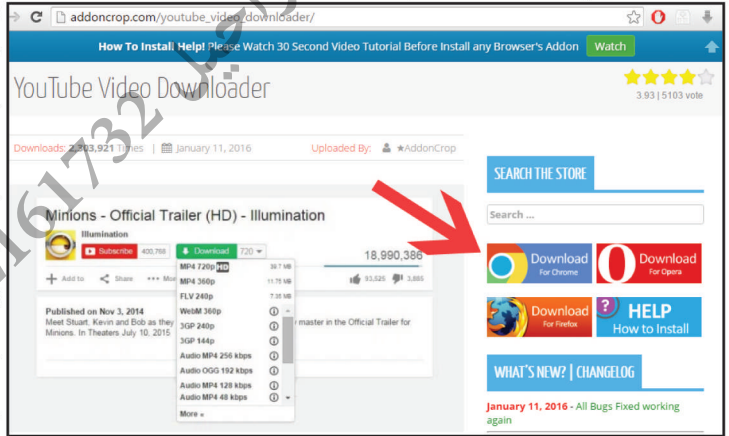 addoncrop.com/youtube_video_downloader/
How To Install Help! Please Watch 30 Second Video Tutorial Before Install any Browser's Addon Watch
YouTube Video Downloader
3.93 | 5103 vote
Downloads: 2,303,921 Times | January 11, 2016 Uploaded By: ★AddonCrop
SEARCH THE STORE
Search ...
Minions - Official Trailer (HD) - Illumination
Illumination
Subscribe 400,768 Download 720
18,990,386
Add to Share ••• Mor
93,525 3,885
MP4 720p HD 39.7 MB
MP4 360p 11.75 MB
FLV 240p 7.35 MB
WebM 360p
3GP 240p
3GP 144p
Audio MP4 256 kbps
Audio OGG 192 kbps
Audio MP4 128 kbps
Audio MP4 48 kbps
More «
Published on Nov 3, 2014
Meet Stuart, Kevin and Bob as they master in the Official Trailer for
Minions. In Theaters July 10, 2015
Download
For Chrome
Download
For Opera
Download
For Firefox
? HELP
How to Install
WHAT'S NEW? | CHANGELOG
January 11, 2016 - All Bugs Fixed working
again